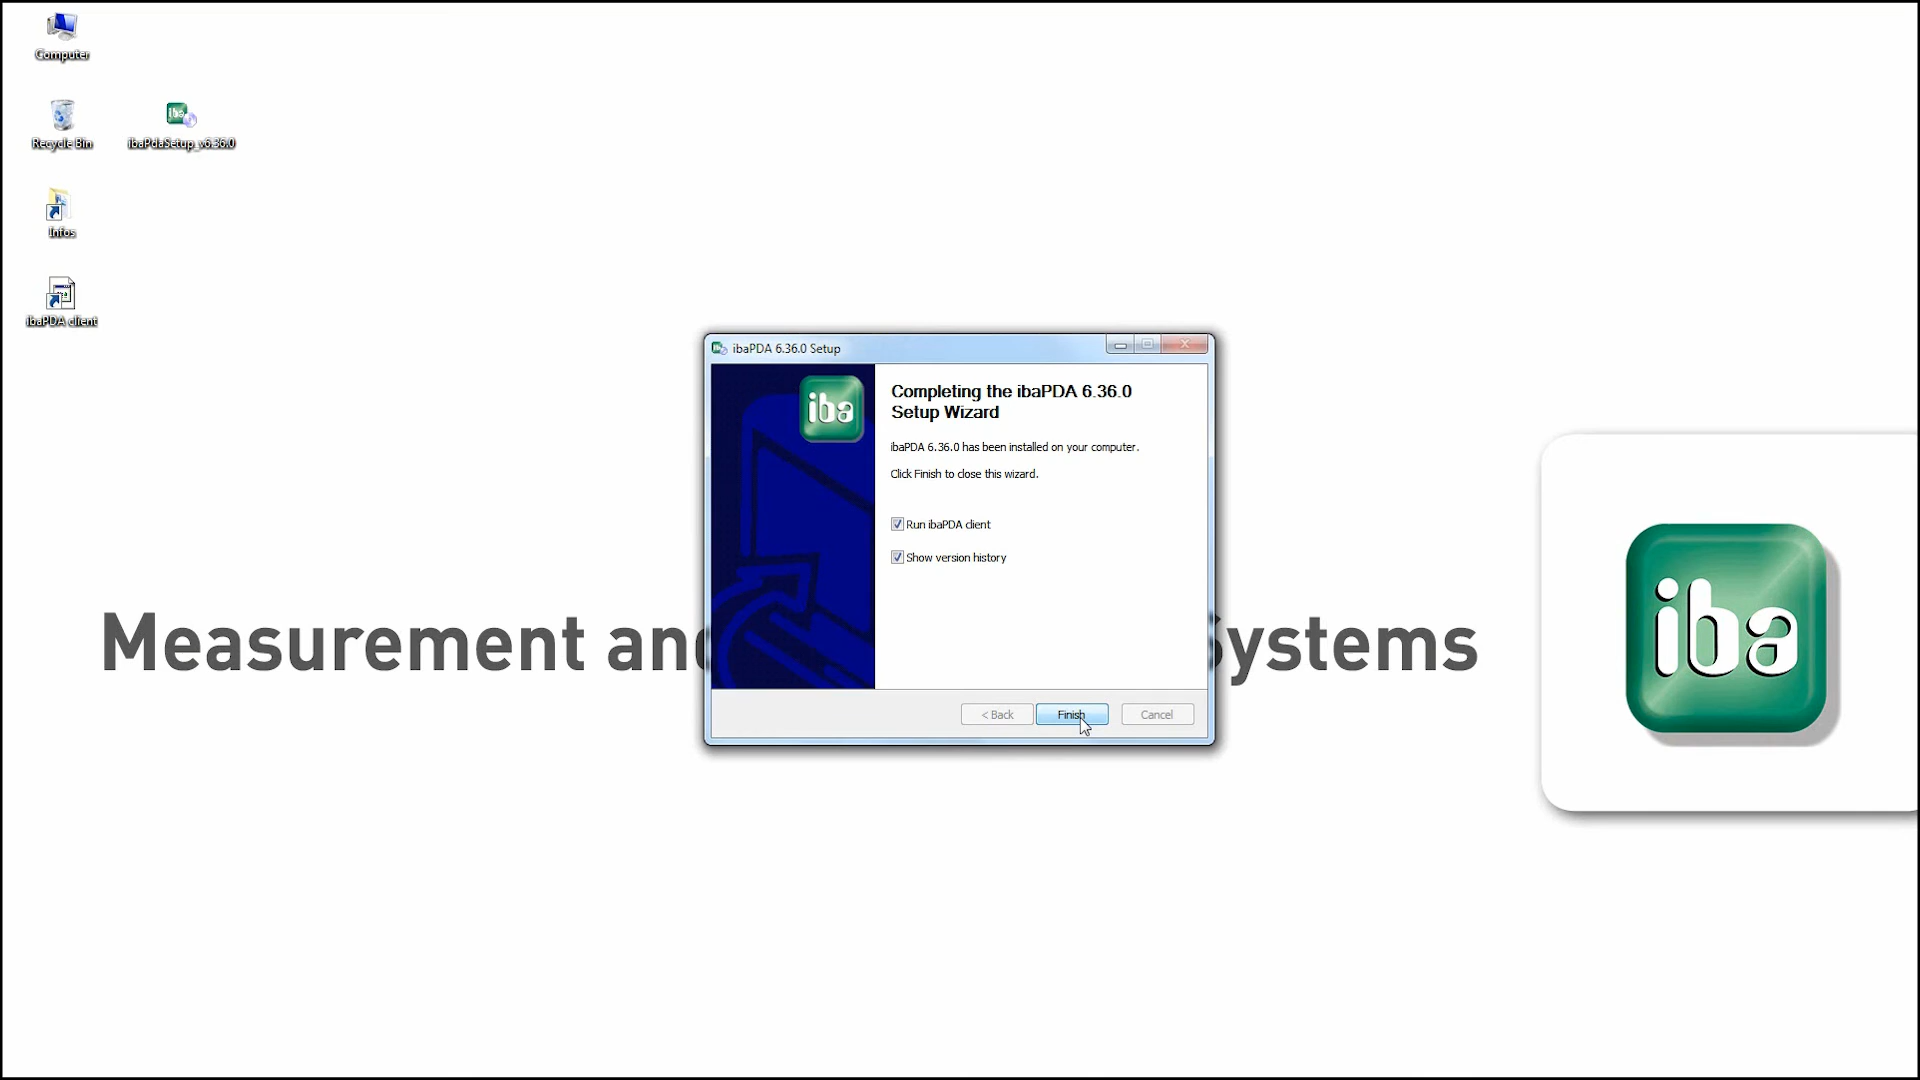 Computer
Recycle Bin
ibaPdaSetup_v6.36.0
Infos
ibaPDA client
ibaPDA 6.36.0 Setup
iba
Completing the ibaPDA 6.36.0
Setup Wizard
ibaPDA 6.36.0 has been installed on your computer.
Click Finish to close this wizard.
Run ibaPDA client
Show version history
< Back
Finish
Cancel
Measurement and
Systems
iba